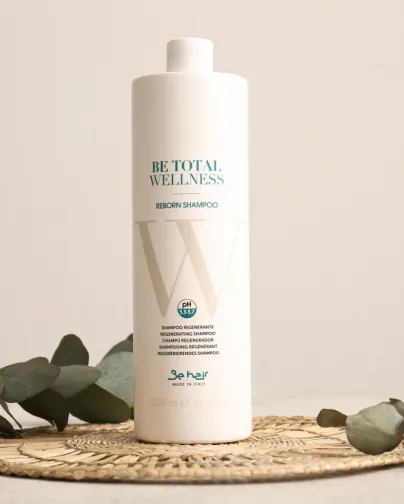 BE TOTAL
WELLNESS
REBORN SHAMPOO
W
pH
5.5-5.7
SHAMPOO RIGENERANTE
REGENERATING SHAMPOO
CHAMPÚ REGENERADOR
SHAMPOOING RÉGÉNÉRANT
REGENERIERENDES SHAMPOO
Be hair
MADE IN ITALY